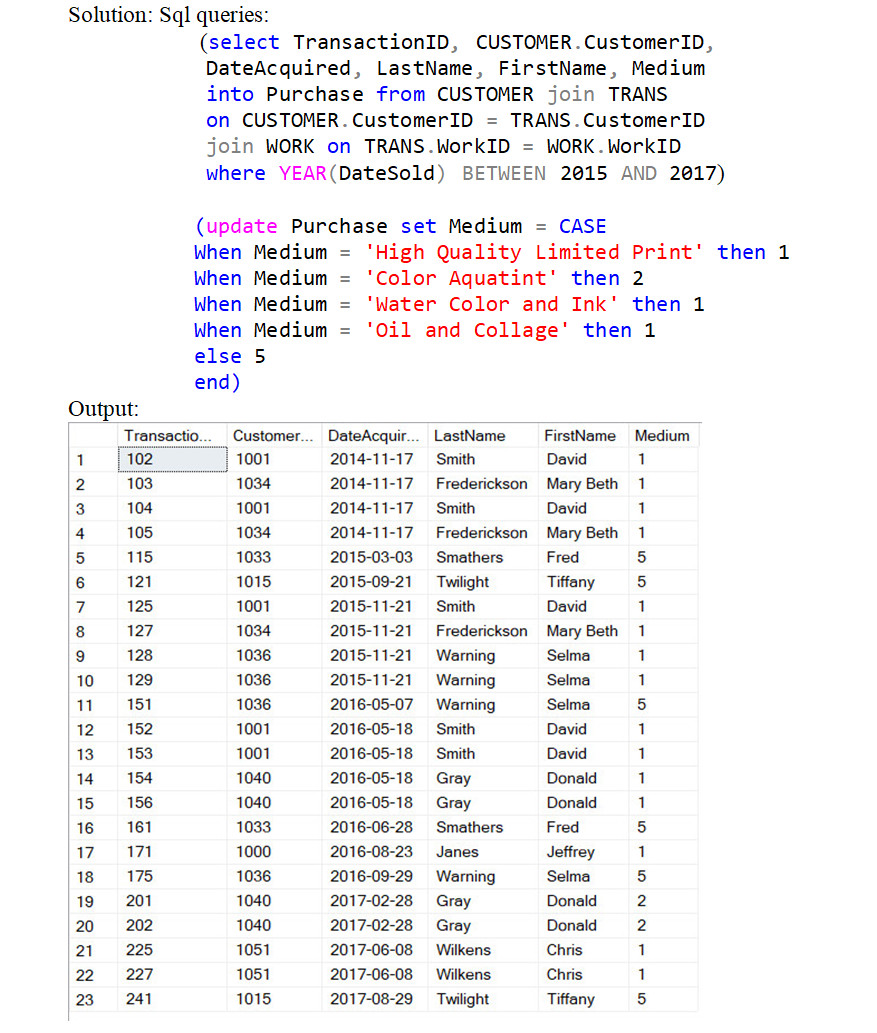 Solution: Sql queries:
(select TransactionID, CUSTOMER.CustomerID,
DateAcquired, LastName, FirstName, Medium
into Purchase from CUSTOMER join TRANS
on CUSTOMER.CustomerID = TRANS.CustomerID
join WORK on TRANS.WorkID = WORK.WorkID
where YEAR(DateSold) BETWEEN 2015 AND 2017)
(update Purchase set Medium = CASE
When Medium = 'High Quality Limited Print' then 1
When Medium = 'Color Aquatint' then 2
When Medium = 'Water Color and Ink' then 1
When Medium = 'Oil and Collage' then 1
else 5
end)
Output:
Transactio... Customer... DateAcquir... LastName FirstName Medium
1 102 1001 2014-11-17 Smith David 1
2 103 1034 2014-11-17 Frederickson Mary Beth 1
3 104 1001 2014-11-17 Smith David 1
4 105 1034 2014-11-17 Frederickson Mary Beth 1
5 115 1033 2015-03-03 Smathers Fred 5
6 121 1015 2015-09-21 Twilight Tiffany 5
7 125 1001 2015-11-21 Smith David 1
8 127 1034 2015-11-21 Frederickson Mary Beth 1
9 128 1036 2015-11-21 Warning Selma 1
10 129 1036 2015-11-21 Warning Selma 1
11 151 1036 2016-05-07 Warning Selma 5
12 152 1001 2016-05-18 Smith David 1
13 153 1001 2016-05-18 Smith David 1
14 154 1040 2016-05-18 Gray Donald 1
15 156 1040 2016-05-18 Gray Donald 1
16 161 1033 2016-06-28 Smathers Fred 5
17 171 1000 2016-08-23 Janes Jeffrey 1
18 175 1036 2016-09-29 Warning Selma 5
19 201 1040 2017-02-28 Gray Donald 2
20 202 1040 2017-02-28 Gray Donald 2
21 225 1051 2017-06-08 Wilkens Chris 1
22 227 1051 2017-06-08 Wilkens Chris 1
23 241 1015 2017-08-29 Twilight Tiffany 5